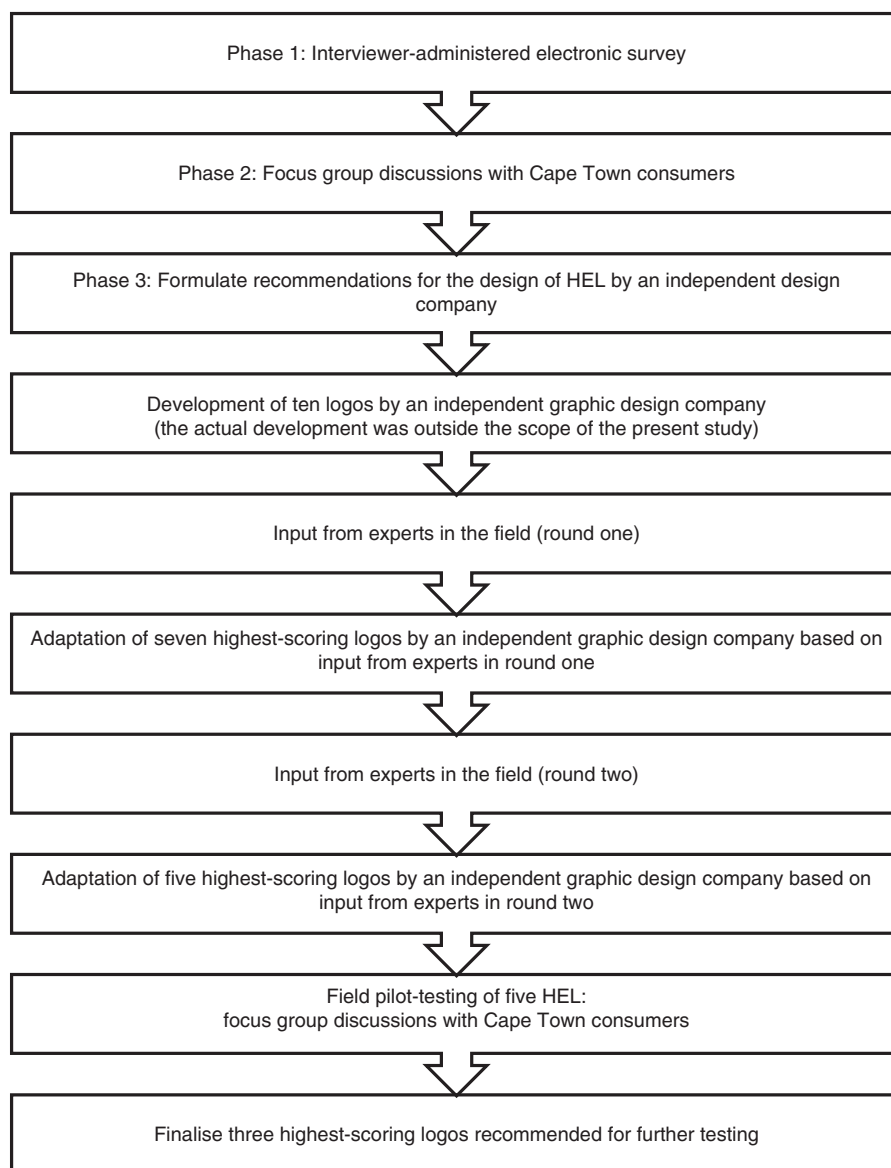 Phase 1: Interviewer-administered electronic survey
Phase 2: Focus group discussions with Cape Town consumers
Phase 3: Formulate recommendations for the design of HEL by an independent design
company
Development of ten logos by an independent graphic design company
(the actual development was outside the scope of the present study)
Input from experts in the field (round one)
Adaptation of seven highest-scoring logos by an independent graphic design company based on
input from experts in round one
Input from experts in the field (round two)
Adaptation of five highest-scoring logos by an independent graphic design company based on
input from experts in round two
Field pilot-testing of five HEL:
focus group discussions with Cape Town consumers
Finalise three highest-scoring logos recommended for further testing